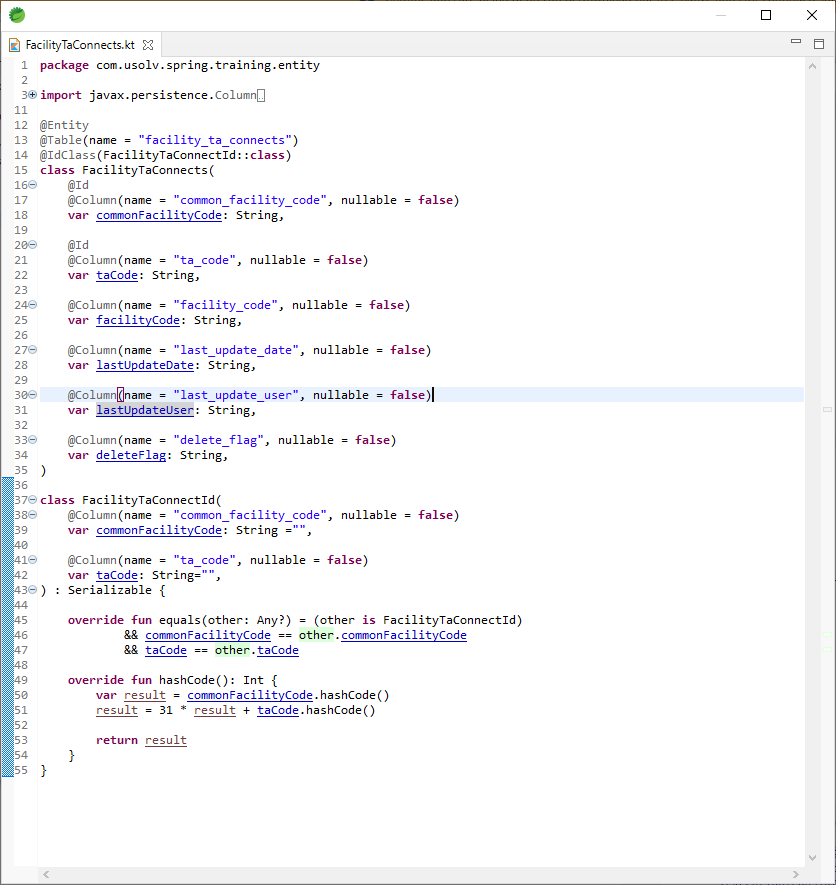 FacilityTaConnects.kt
1 package com.usolv.spring.training.entity
2
3 import javax.persistence.Column
11
12 @Entity
13 @Table(name = "facility_ta_connects")
14 @IdClass(FacilityTaConnectId::class)
15 class FacilityTaConnects(
16     @Id
17     @Column(name = "common_facility_code", nullable = false)
18     var commonFacilityCode: String,
19
20     @Id
21     @Column(name = "ta_code", nullable = false)
22     var taCode: String,
23
24     @Column(name = "facility_code", nullable = false)
25     var facilityCode: String,
26
27     @Column(name = "last_update_date", nullable = false)
28     var lastUpdateDate: String,
29
30     @Column(name = "last_update_user", nullable = false)
31     var lastUpdateUser: String,
32
33     @Column(name = "delete_flag", nullable = false)
34     var deleteFlag: String,
35 )
36
37 class FacilityTaConnectId(
38     @Column(name = "common_facility_code", nullable = false)
39     var commonFacilityCode: String ="",
40
41     @Column(name = "ta_code", nullable = false)
42     var taCode: String="",
43 ) : Serializable {
44
45     override fun equals(other: Any?) = (other is FacilityTaConnectId)
46             && commonFacilityCode == other.commonFacilityCode
47             && taCode == other.taCode
48
49     override fun hashCode(): Int {
50         var result = commonFacilityCode.hashCode()
51         result = 31 * result + taCode.hashCode()
52
53         return result
54     }
55 }